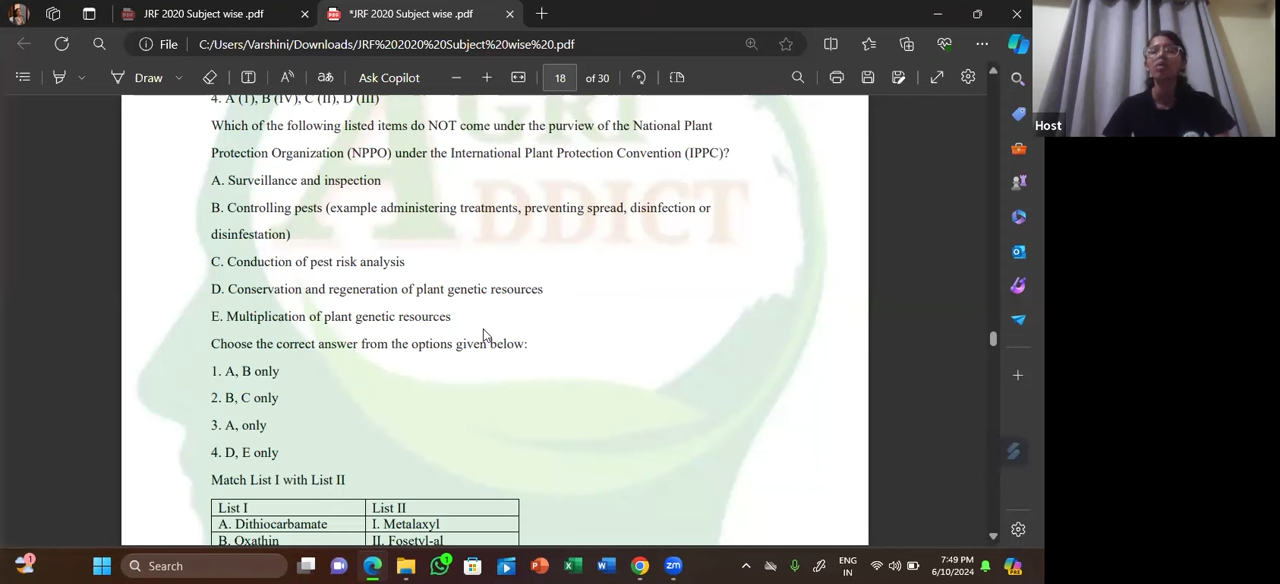 JRF 2020 Subject wise .pdf
*JRF 2020 Subject wise .pdf
File
C:/Users/Varshini/Downloads/JRF%202020%20Subject%20wise%20.pdf
Draw
Ask Copilot
18 of 30
Host
AGRI
ADDICT
4. A (I), B (IV), C (II), D (III)
Which of the following listed items do NOT come under the purview of the National Plant
Protection Organization (NPPO) under the International Plant Protection Convention (IPPC)?
A. Surveillance and inspection
B. Controlling pests (example administering treatments, preventing spread, disinfection or
disinfestation)
C. Conduction of pest risk analysis
D. Conservation and regeneration of plant genetic resources
E. Multiplication of plant genetic resources
Choose the correct answer from the options given below:
1. A, B only
2. B, C only
3. A, only
4. D, E only
Match List I with List II
List I List II
A. Dithiocarbamate I. Metalaxyl
B. Oxathin II. Fosetyl-al
Search
zm
ENG
IN
7:49 PM
6/10/2024